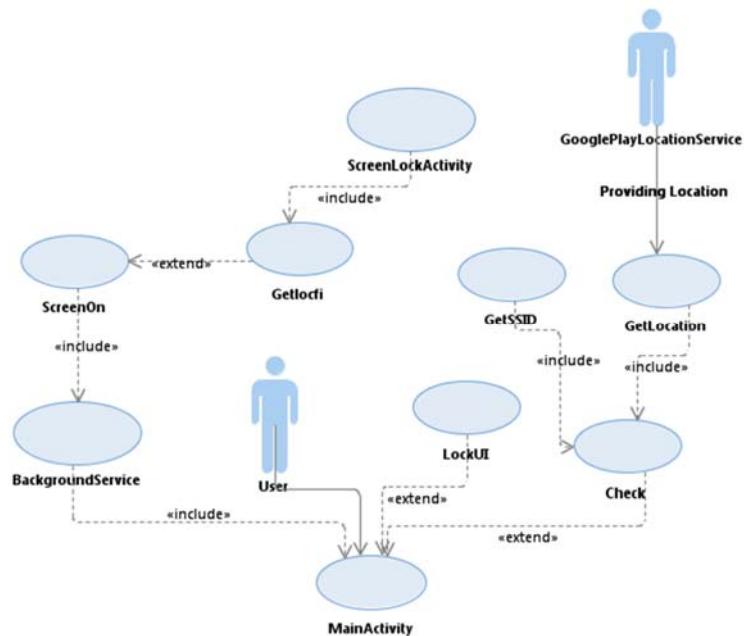 GooglePlayLocationService
ScreenLockActivity
Providing Location
«include»
«extend»
Getlocfi
ScreenOn
GetSSID
GetLocation
«include»
«include»
«include»
LockUI
BackgroundService
User
Check
«extend»
«include»
«extend»
MainActivity